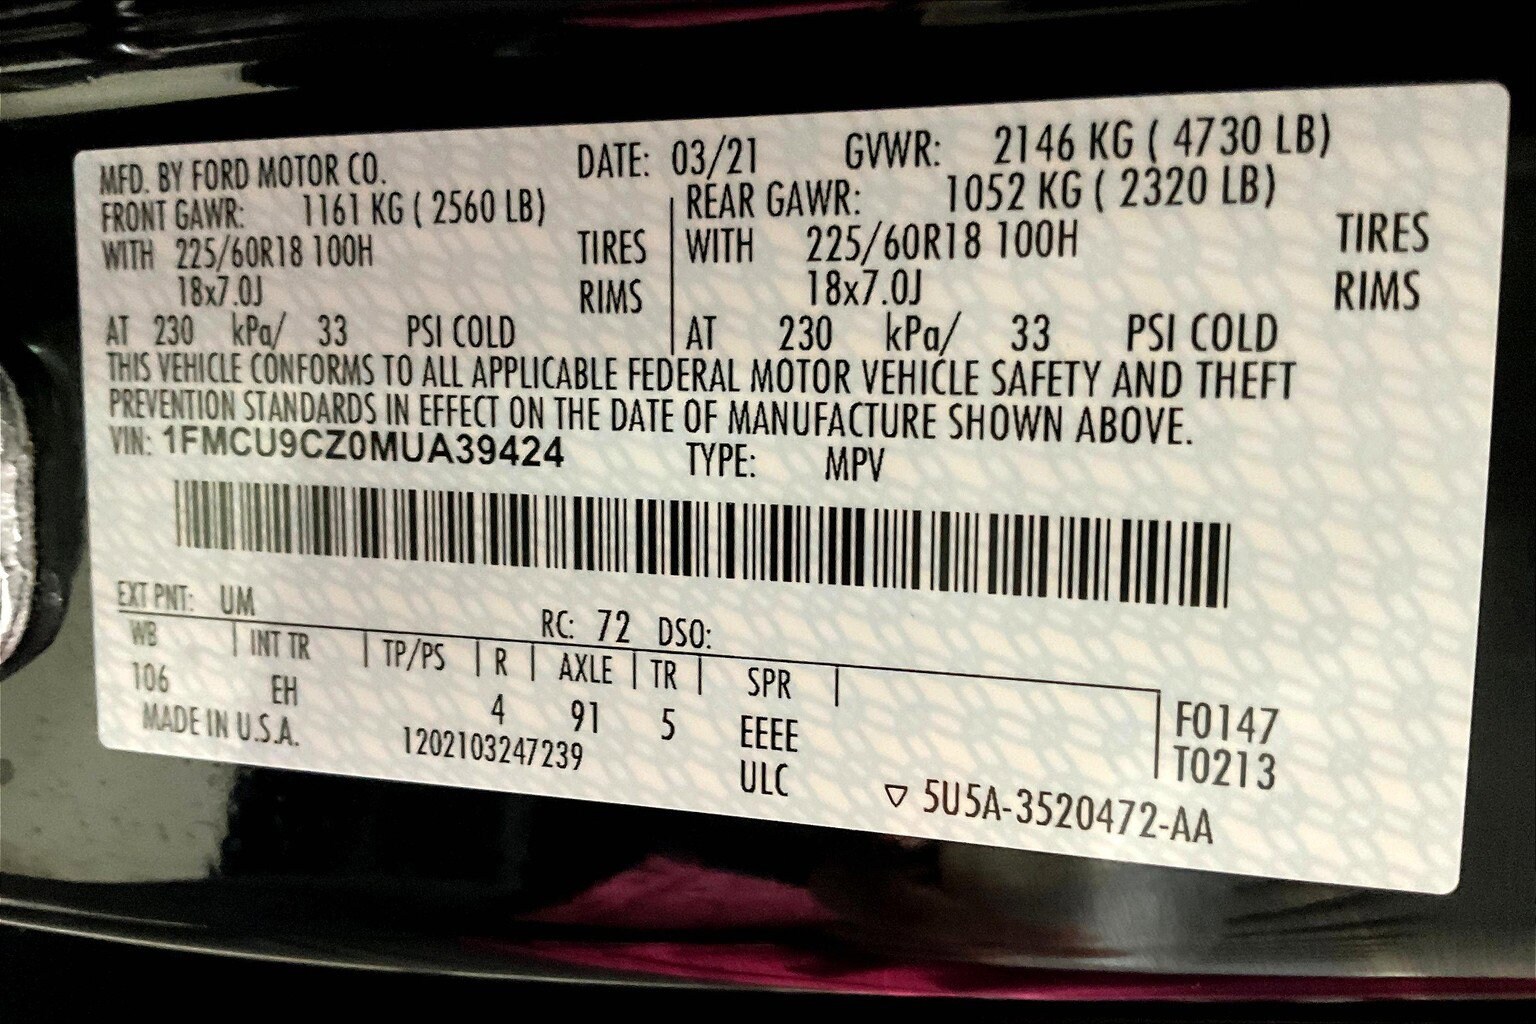 MFD. BY FORD MOTOR CO. DATE: 03/21 GVWR: 2146 KG ( 4730 LB)
FRONT GAWR: 1161 KG ( 2560 LB) REAR GAWR: 1052 KG ( 2320 LB)
WITH 225/60R18 100H TIRES WITH 225/60R18 100H TIRES
18x7.0J RIMS 18x7.0J RIMS
AT 230 kPa/ 33 PSI COLD AT 230 kPa/ 33 PSI COLD
THIS VEHICLE CONFORMS TO ALL APPLICABLE FEDERAL MOTOR VEHICLE SAFETY AND THEFT
PREVENTION STANDARDS IN EFFECT ON THE DATE OF MANUFACTURE SHOWN ABOVE.
VIN: 1FMCU9CZ0MUA39424 TYPE: MPV
EXT PNT: UM RC: 72 DSO:
WB | INT TR | TP/PS | R | AXLE | TR | SPR |
106 EH 4 91 5 EEEE F0147
MADE IN U.S.A. 1202103247239 ULC T0213
▽ 5U5A-3520472-AA